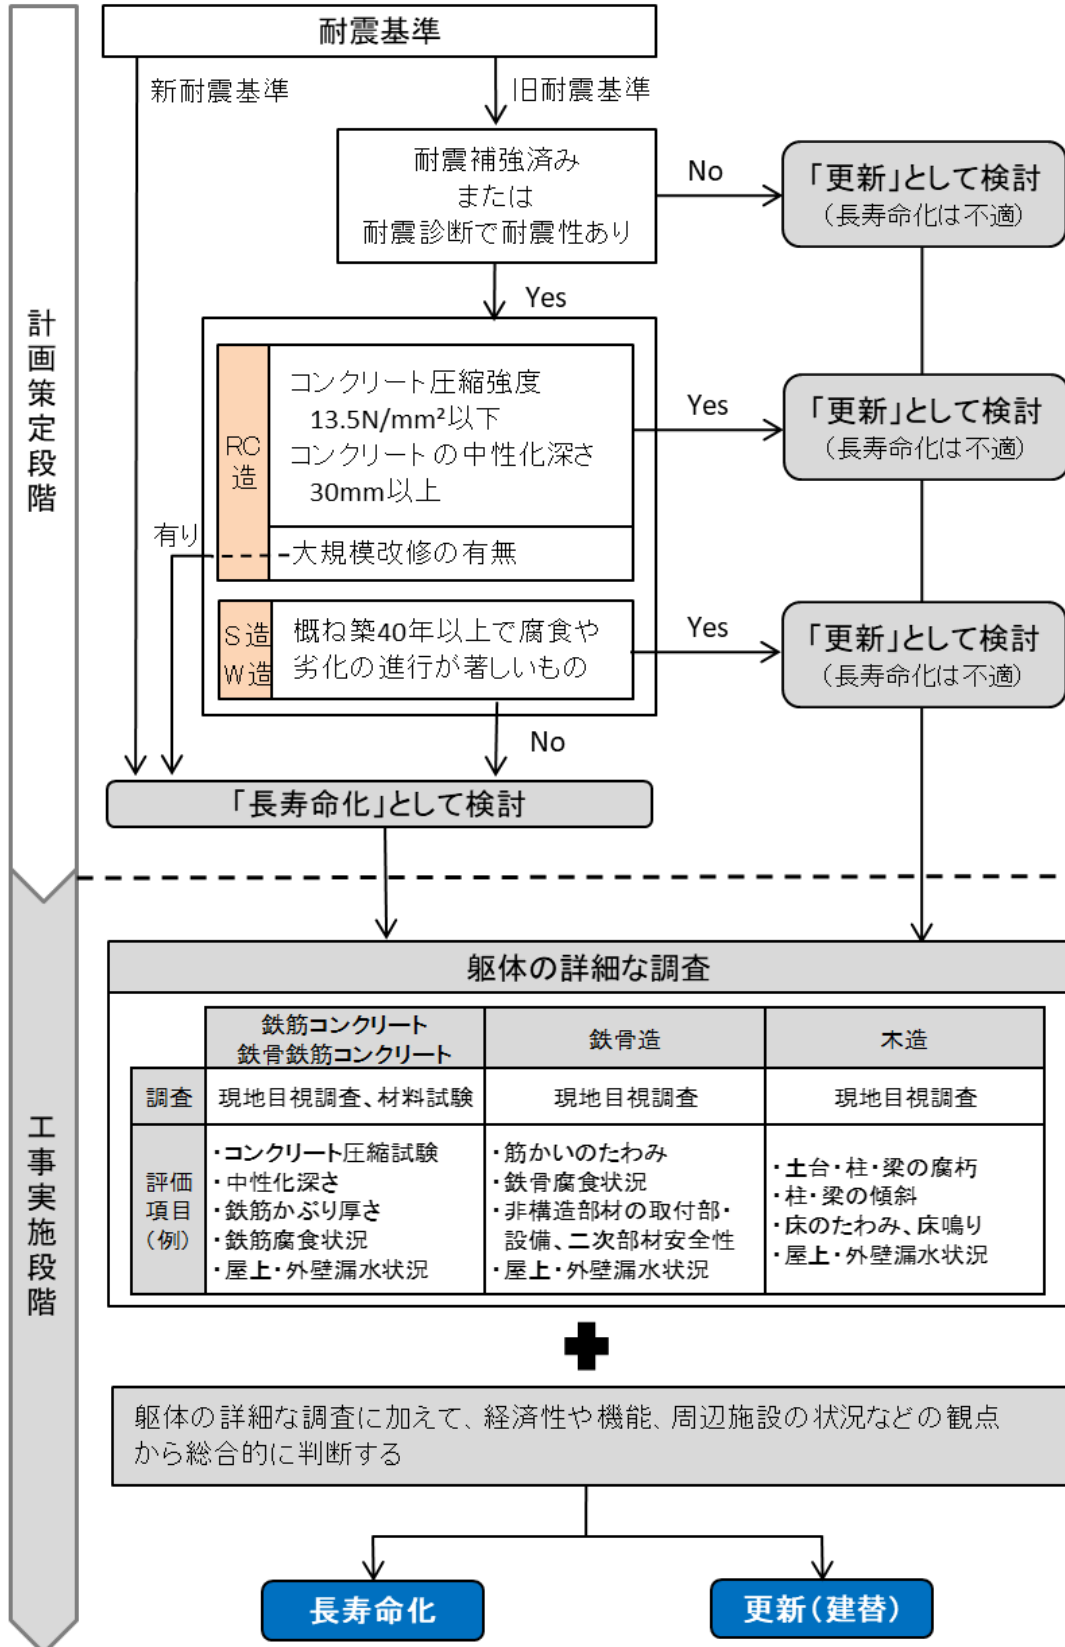 耐震基準
新耐震基準
旧耐震基準
耐震補強済み
または
耐震診断で耐震性あり
No
「更新」として検討
（長寿命化は不適）
Yes
計画策定段階
RC造
コンクリート圧縮強度
13.5N/mm²以下
コンクリートの中性化深さ
30mm以上
Yes
「更新」として検討
（長寿命化は不適）
有り
大規模改修の有無
S造
W造
概ね築40年以上で腐食や
劣化の進行が著しいもの
Yes
「更新」として検討
（長寿命化は不適）
No
「長寿命化」として検討
工事実施段階
躯体の詳細な調査
鉄筋コンクリート
鉄骨鉄筋コンクリート
鉄骨造
木造
調査
現地目視調査、材料試験
現地目視調査
現地目視調査
評価
項目
（例）
・コンクリート圧縮試験
・中性化深さ
・鉄筋かぶり厚さ
・鉄筋腐食状況
・屋上・外壁漏水状況
・筋かいのたわみ
・鉄骨腐食状況
・非構造部材の取付部・
設備、二次部材安全性
・屋上・外壁漏水状況
・土台・柱・梁の腐朽
・柱・梁の傾斜
・床のたわみ、床鳴り
・屋上・外壁漏水状況
躯体の詳細な調査に加えて、経済性や機能、周辺施設の状況などの観点
から総合的に判断する
長寿命化
更新（建替）